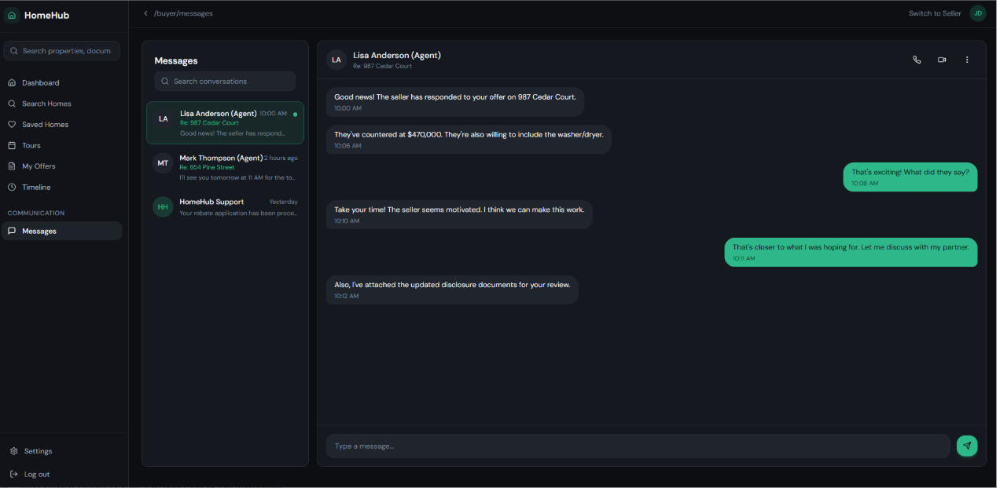 HomeHub
/buyer/messages
Switch to Seller
JD
Search properties, docum
Dashboard
Search Homes
Saved Homes
Tours
My Offers
Timeline
COMMUNICATION
Messages
Settings
Log out
Messages
Search conversations
LA
Lisa Anderson (Agent) 10:00 AM
Re: 987 Cedar Court
Good news! The seller has respond...
MT
Mark Thompson (Agent) 2 hours ago
Re: 654 Pine Street
I'll see you tomorrow at 11 AM for the to...
HH
HomeHub Support Yesterday
Your rebate application has been proce...
LA
Lisa Anderson (Agent)
Re: 987 Cedar Court
Good news! The seller has responded to your offer on 987 Cedar Court.
10:00 AM
They've countered at $470,000. They're also willing to include the washer/dryer.
10:06 AM
That's exciting! What did they say?
10:08 AM
Take your time! The seller seems motivated. I think we can make this work.
10:10 AM
That's closer to what I was hoping for. Let me discuss with my partner.
10:11 AM
Also, I've attached the updated disclosure documents for your review.
10:12 AM
Type a message...